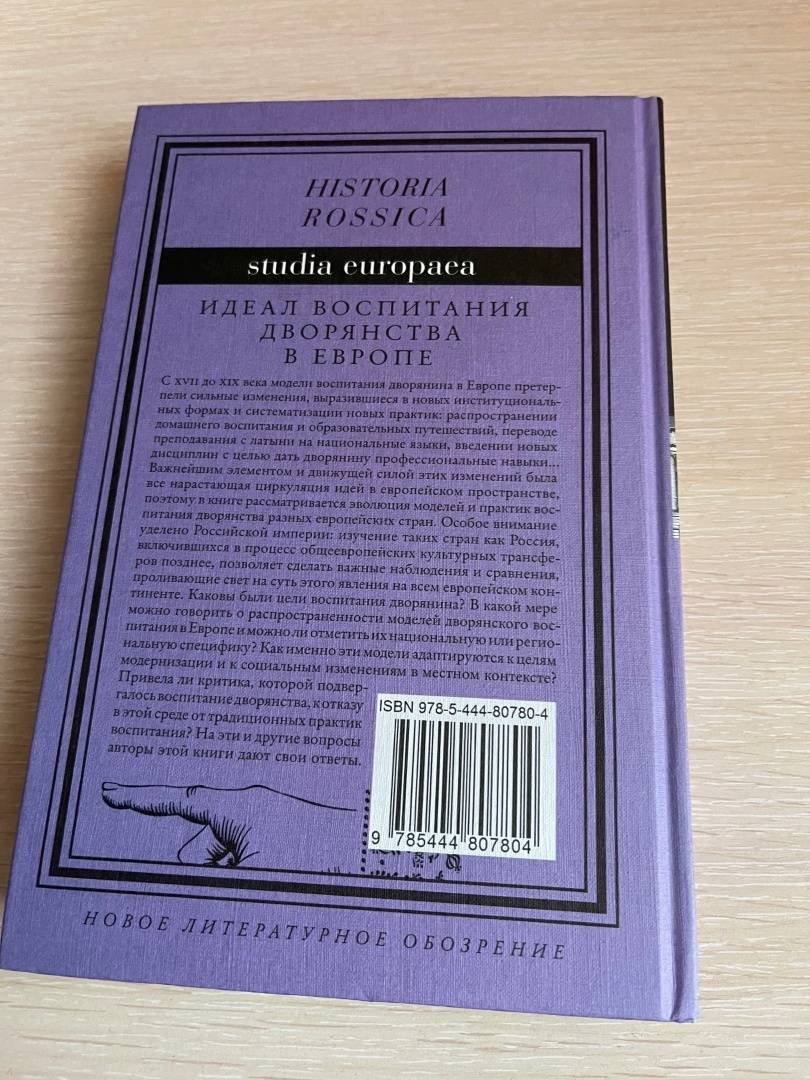 HISTORIA
ROSSICA
studia europaea
ИДЕАЛ ВОСПИТАНИЯ
ДВОРЯНСТВА
В ЕВРОПЕ
С XVII до XIX века модели воспитания дворянина в Европе претер-
пели сильные изменения, выразившиеся в новых институциональ-
ных формах и систематизации новых практик: распространении
домашнего воспитания и образовательных путешествий, переводе
преподавания с латыни на национальные языки, введении новых
дисциплин с целью дать дворянину профессиональные навыки...
Важнейшим элементом и движущей силой этих изменений была
все нарастающая циркуляция идей в европейском пространстве,
поэтому в книге рассматривается эволюция моделей и практик вос-
питания дворянства разных европейских стран. Особое внимание
уделено Российской империи: изучение таких стран как Россия,
включившихся в процесс общеевропейских культурных трансфе-
ров позднее, позволяет сделать важные наблюдения и сравнения,
проливающие свет на суть этого явления на всем европейском кон-
тиненте. Каковы были цели воспитания дворянина? В какой мере
можно говорить о распространенности моделей дворянского вос-
питания в Европе и можно ли отметить их национальную или регио-
нальную специфику? Как именно эти модели адаптируются к целям
модернизации и к социальным изменениям в местном контексте?
Привела ли критика, которой подвер-
галось воспитание дворянства, к отказу
в этой среде от традиционных практик
воспитания? На эти и другие вопросы
авторы этой книги дают свои ответы.
ISBN 978-5-444-80780-4
9 785444 807804
НОВОЕ ЛИТЕРАТУРНОЕ ОБОЗРЕНИЕ